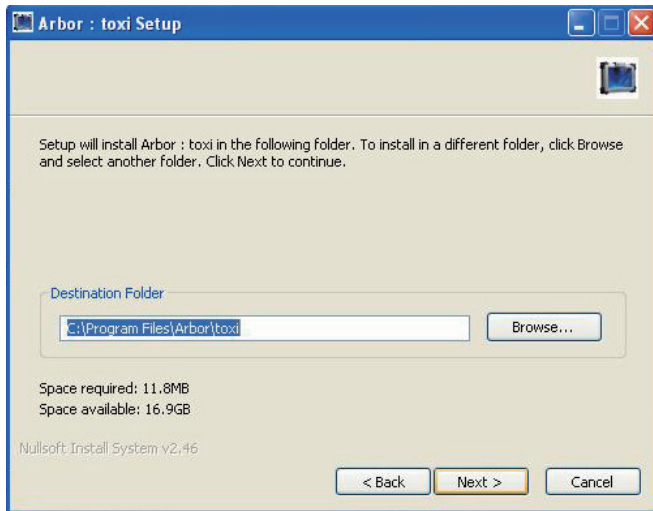 Arbor : toxi Setup
Setup will install Arbor : toxi in the following folder. To install in a different folder, click Browse
and select another folder. Click Next to continue.
Destination Folder
C:\Program Files\Arbor\toxi
Browse...
Space required: 11.8MB
Space available: 16.9GB
Nullsoft Install System v2.46
< Back
Next >
Cancel